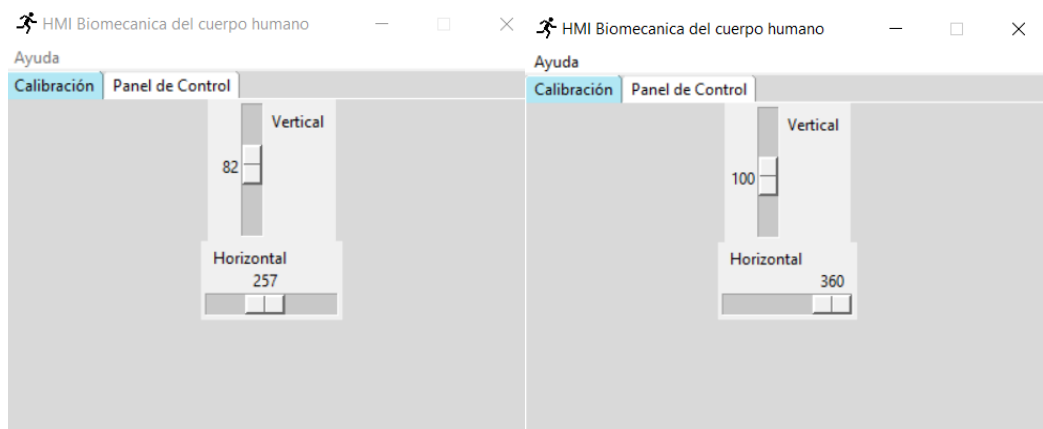 HMI Biomecanica del cuerpo humano
Ayuda
Calibración Panel de Control
Vertical
82
Horizontal
257
HMI Biomecanica del cuerpo humano
Ayuda
Calibración Panel de Control
Vertical
100
Horizontal
360